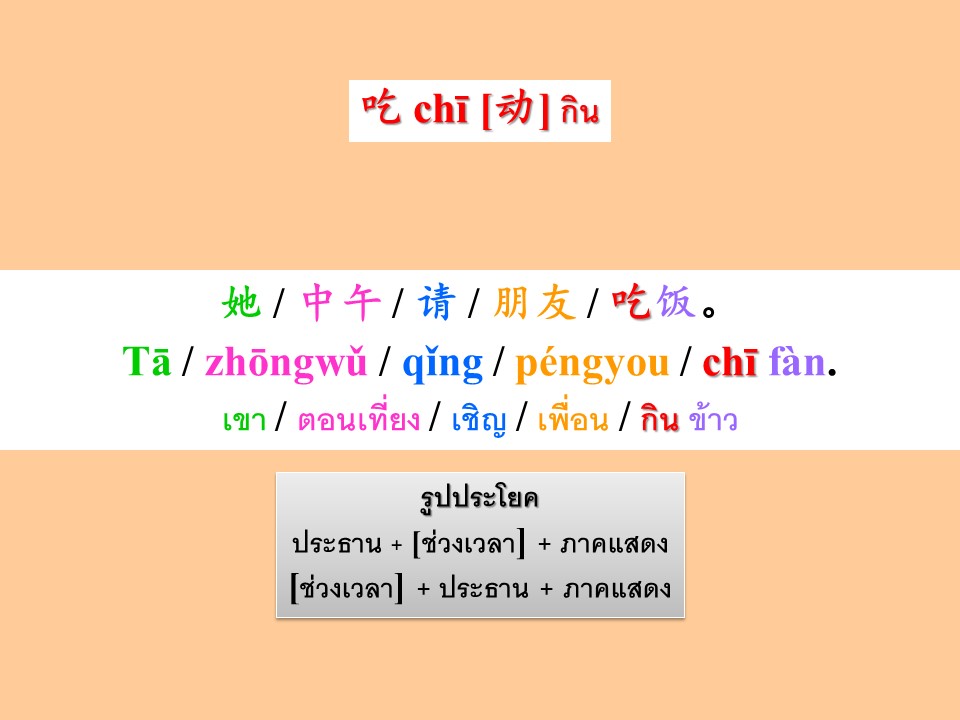 吃 chī [动] กิน
她 / 中午 / 请 / 朋友 / 吃饭。
Tā / zhōngwǔ / qǐng / péngyou / chī fàn.
เขา / ตอนเที่ยง / เชิญ / เพื่อน / กิน ข้าว
รูปประโยค
ประธาน + [ช่วงเวลา] + ภาคแสดง
[ช่วงเวลา] + ประธาน + ภาคแสดง